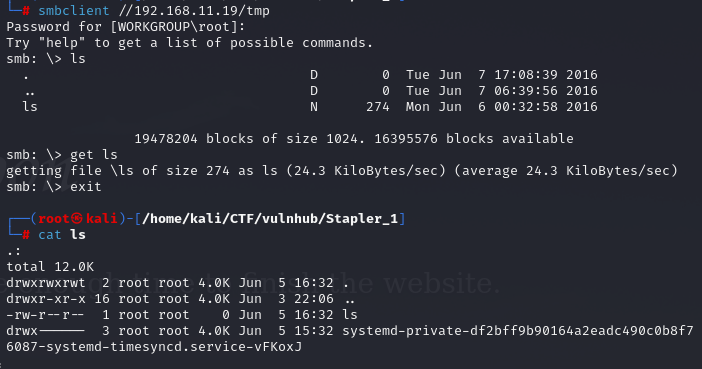 └─# smbclient //192.168.11.19/tmp
Password for [WORKGROUP\root]:
Try "help" to get a list of possible commands.
smb: \> ls
  .                                   D        0  Tue Jun  7 17:08:39 2016
  ..                                  D        0  Tue Jun  7 06:39:56 2016
  ls                                  N      274  Mon Jun  6 00:32:58 2016

                19478204 blocks of size 1024. 16395576 blocks available
smb: \> get ls
getting file \ls of size 274 as ls (24.3 KiloBytes/sec) (average 24.3 KiloBytes/sec)
smb: \> exit

┌──(root㉿kali)-[/home/kali/CTF/vulnhub/Stapler_1]
└─# cat ls
.:
total 12.0K
drwxrwxrwt  2 root root 4.0K Jun  5 16:32 .
drwxr-xr-x 16 root root 4.0K Jun  3 22:06 ..
-rw-r--r--  1 root root    0 Jun  5 16:32 ls
drwx------  3 root root 4.0K Jun  5 15:32 systemd-private-df2bff9b90164a2eadc490c0b8f7
6087-systemd-timesyncd.service-vFKoxJ
time to finish the website.